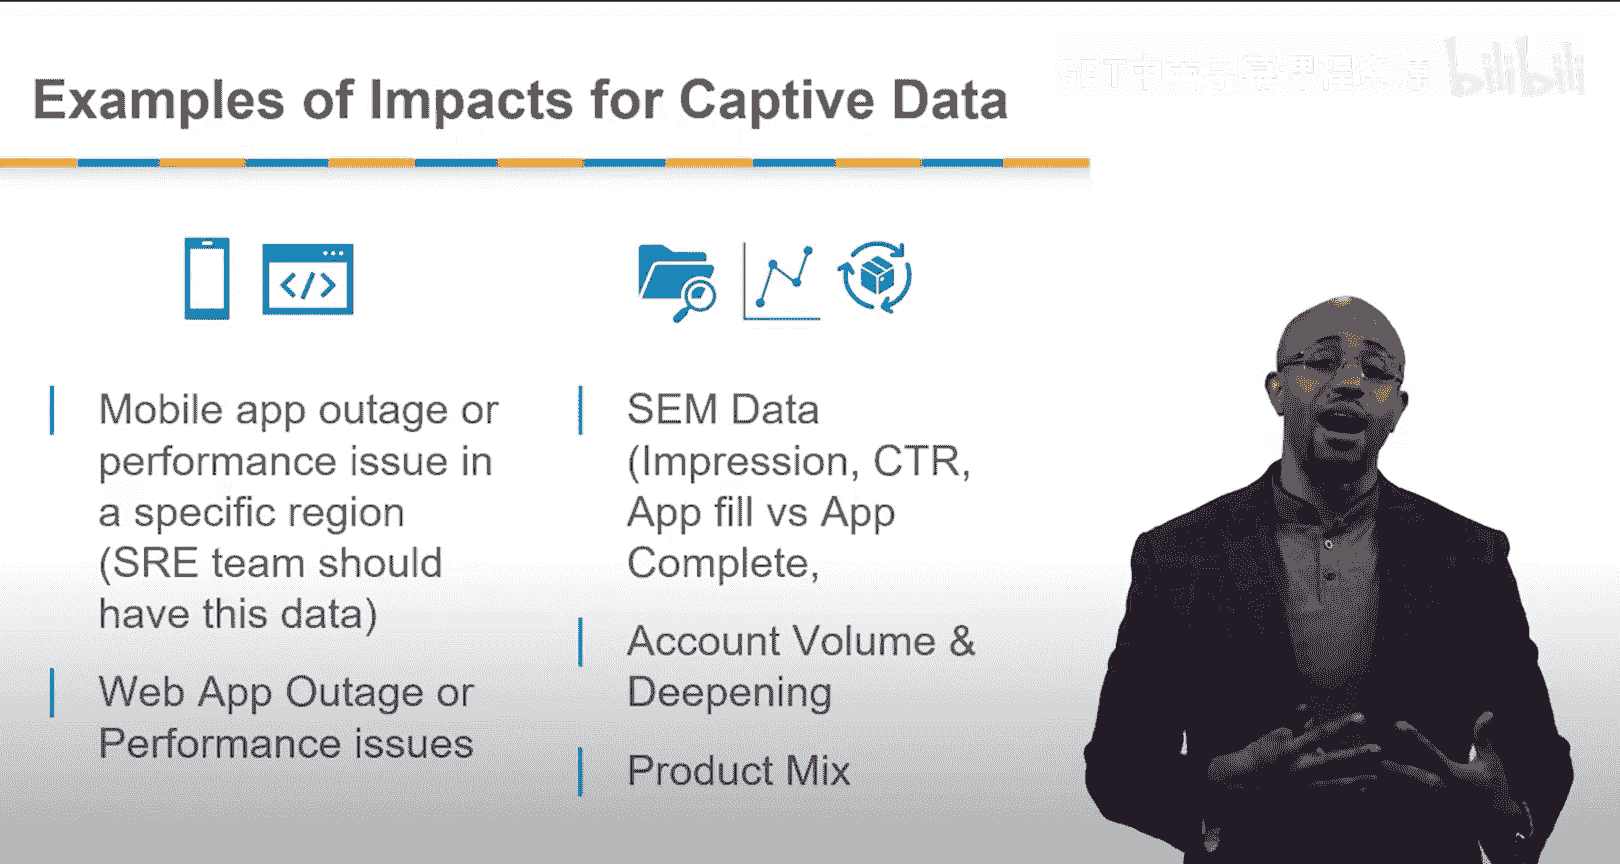 Examples of Impacts for Captive Data
Mobile app outage or
performance issue in
a specific region
(SRE team should
have this data)
Web App Outage or
Performance issues
SEM Data
(Impression, CTR,
App fill vs App
Complete,
Account Volume &
Deepening
Product Mix
bilibili